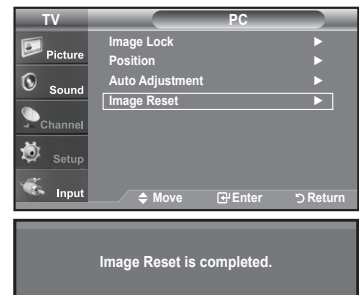 TV PC
Picture
Sound
Channel
Setup
Input
Image Lock ►
Position ►
Auto Adjustment ►
Image Reset ►
Move Enter Return
Image Reset is completed.